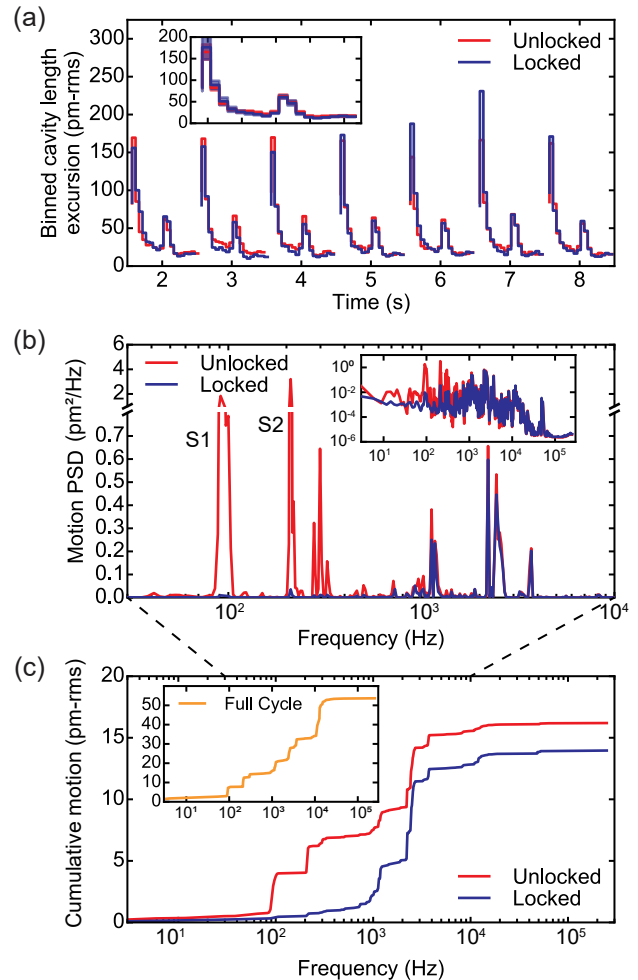 (a)
Binned cavity length
excursion (pm-rms)
300
250
200
150
100
50
0
200
150
100
50
0
Unlocked
Locked
2 3 4 5 6 7 8
Time (s)
(b)
Motion PSD (pm²/Hz)
6
4
2
0.7
0.6
0.5
0.4
0.3
0.2
0.1
0.0
Unlocked
Locked
S1
S2
10⁰
10⁻²
10⁻⁴
10⁻⁶
10¹ 10² 10³ 10⁴ 10⁵
10² 10³ 10⁴
Frequency (Hz)
(c)
Cumulative motion (pm-rms)
20
15
10
5
0
50
40
30
20
10
0
Full Cycle
10¹ 10² 10³ 10⁴ 10⁵
Unlocked
Locked
10¹ 10² 10³ 10⁴ 10⁵
Frequency (Hz)